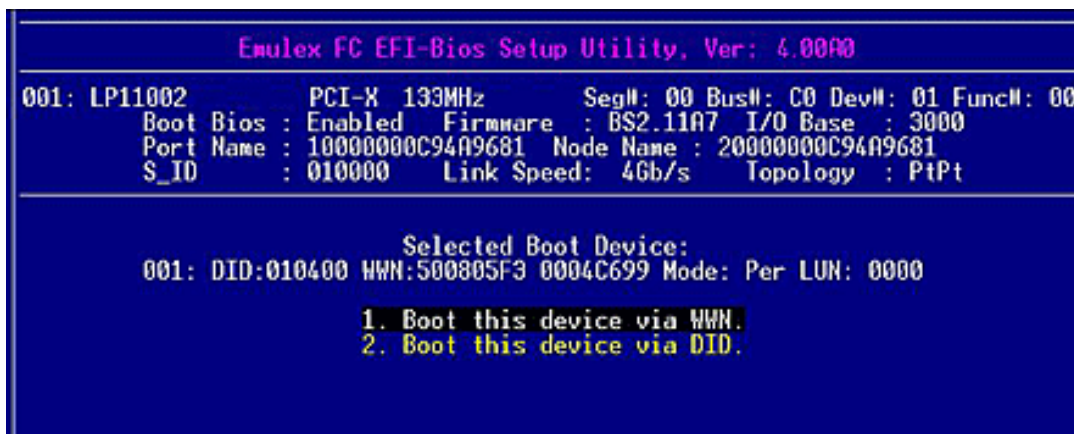 Emulex FC EFI-Bios Setup Utility, Ver: 4.00A0
001: LP11002 PCI-X 133MHz Seg#: 00 Bus#: C0 Dev#: 01 Func#: 00
Boot Bios : Enabled Firmware : BS2.11A7 I/O Base : 3000
Port Name : 10000000C94A9681 Node Name : 20000000C94A9681
S_ID : 010000 Link Speed: 4Gb/s Topology : PtPt
Selected Boot Device:
001: DID:010400 WWN:500805F3 0004C699 Mode: Per LUN: 0000
1. Boot this device via WWN.
2. Boot this device via DID.